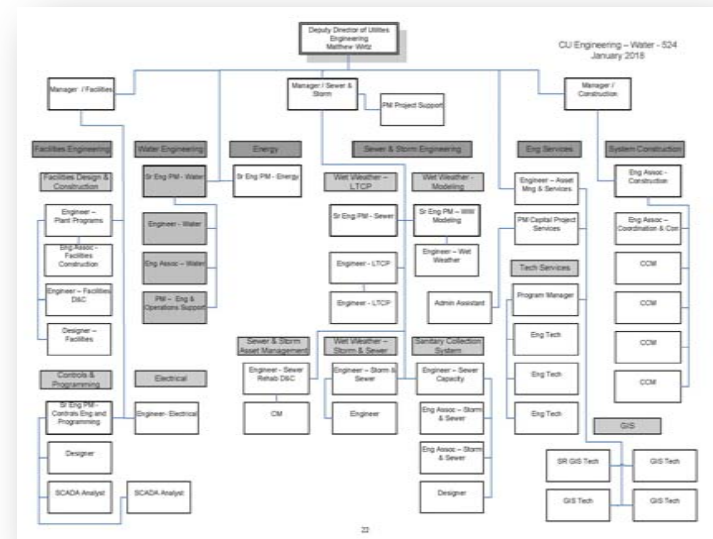 Deputy Director of Utilities
Engineering
Matthew Wirtz
CU Engineering – Water - 524
January 2018
Manager / Facilities
Manager / Sewer &
Storm
Manager /
Construction
PM Project Support
Facilities Engineering
Water Engineering
Energy
Sewer & Storm Engineering
Eng Services
System Construction
Facilities Design &
Construction
Sr Eng PM - Water
Sr Eng PM - Energy
Wet Weather –
LTCP
Wet Weather -
Modeling
Engineer – Asset
Mng & Services
Eng Assoc -
Construction
Engineer –
Plant Programs
Engineer - Water
Sr Eng PM - Sewer
Sr Eng PM – WW
Modeling
PM Capital Project
Services
Eng Assoc –
Coordination & Con
Eng Assoc -
Facilities
Construction
Eng Assoc – Water
Engineer - LTCP
Engineer – Wet
Weather
Tech Services
CCM
Engineer – Facilities
D&C
PM – Eng &
Operations Support
Engineer - LTCP
Admin Assistant
Program Manager
CCM
Designer –
Facilities
Sewer & Storm
Asset Management
Wet Weather –
Storm & Sewer
Sanitary Collection
System
Eng Tech
CCM
Controls &
Programming
Electrical
Engineer - Sewer
Rehab D&C
Engineer – Storm &
Sewer
Engineer – Sewer
Capacity
Eng Tech
CCM
Sr Eng PM -
Controls Eng and
Programming
Engineer- Electrical
CM
Engineer
Eng Assoc – Storm
& Sewer
Eng Tech
GIS
Designer
Eng Assoc – Storm
& Sewer
SR GIS Tech
GIS Tech
SCADA Analyst
SCADA Analyst
Designer
GIS Tech
GIS Tech
22